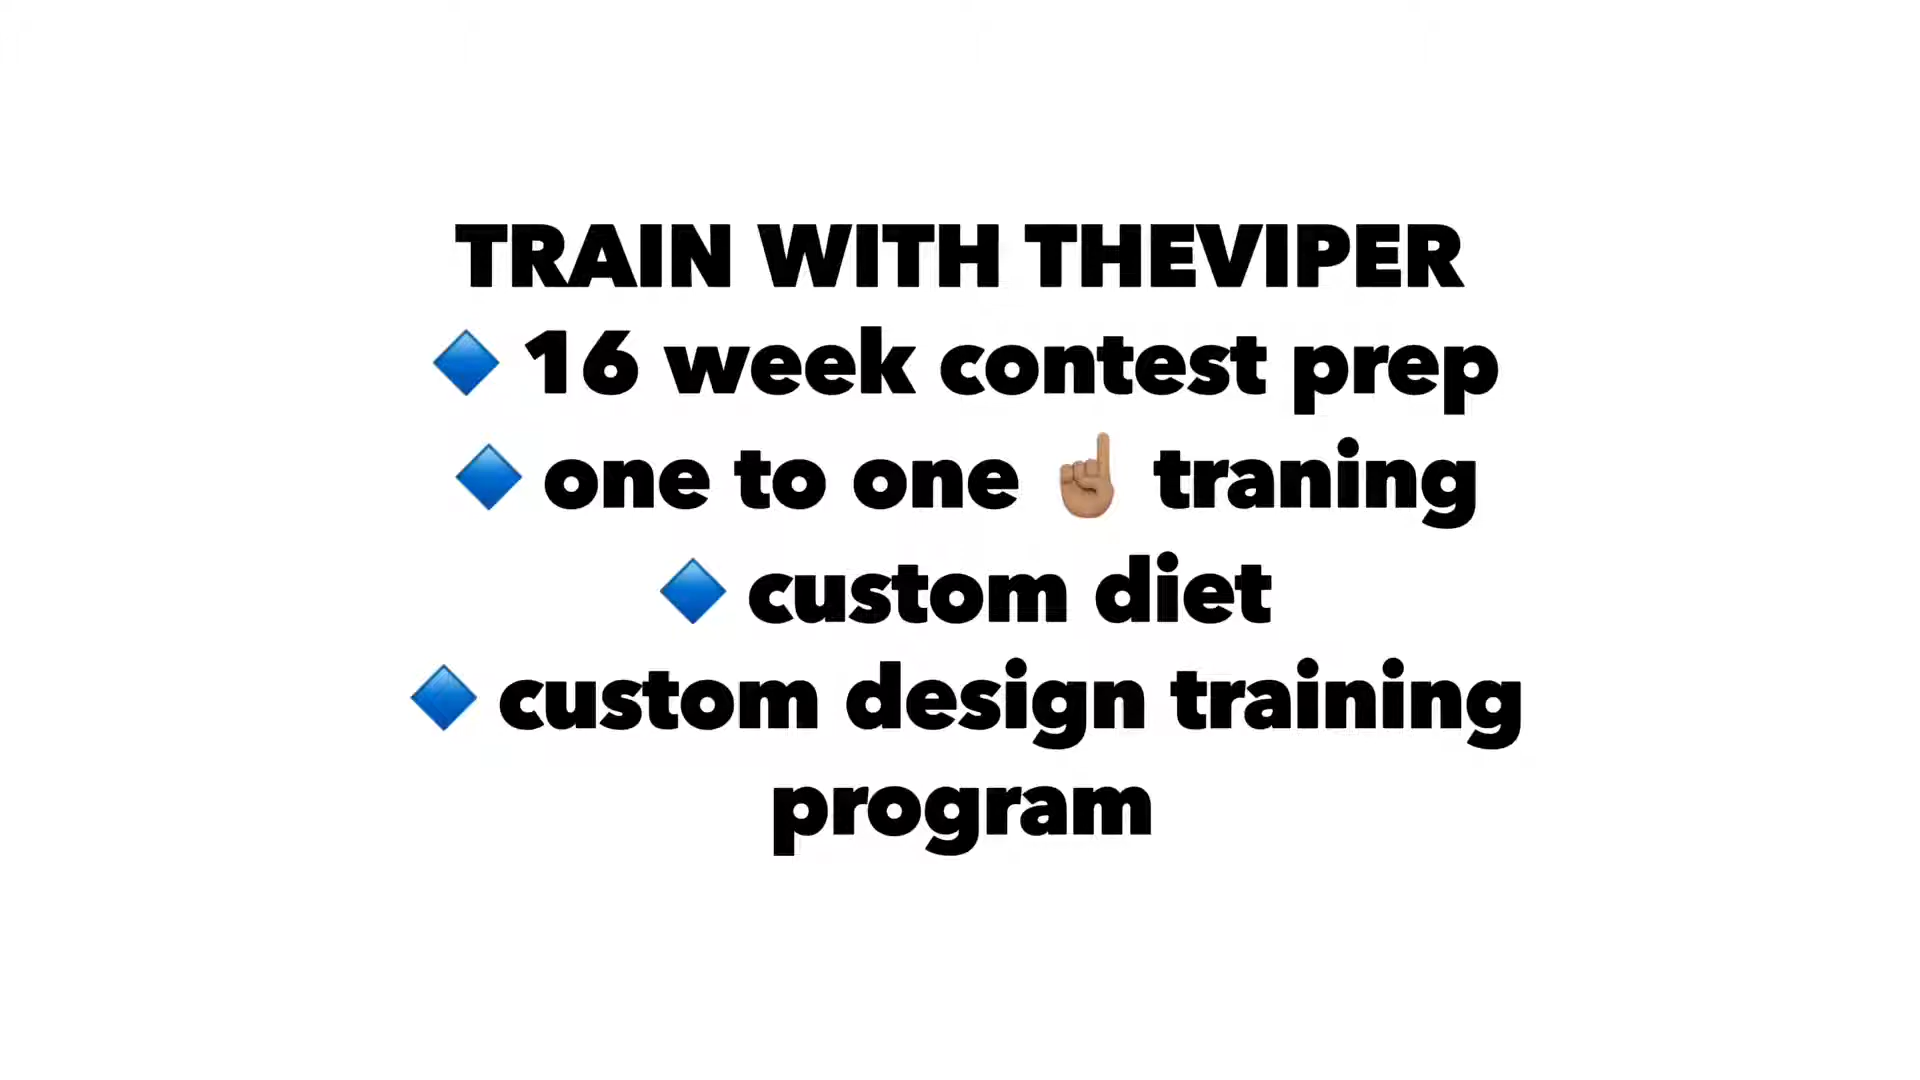 TRAIN WITH THEVIPER
🔷 16 week contest prep
🔷 one to one ☝🏽 traning
🔷 custom diet
🔷 custom design training
program